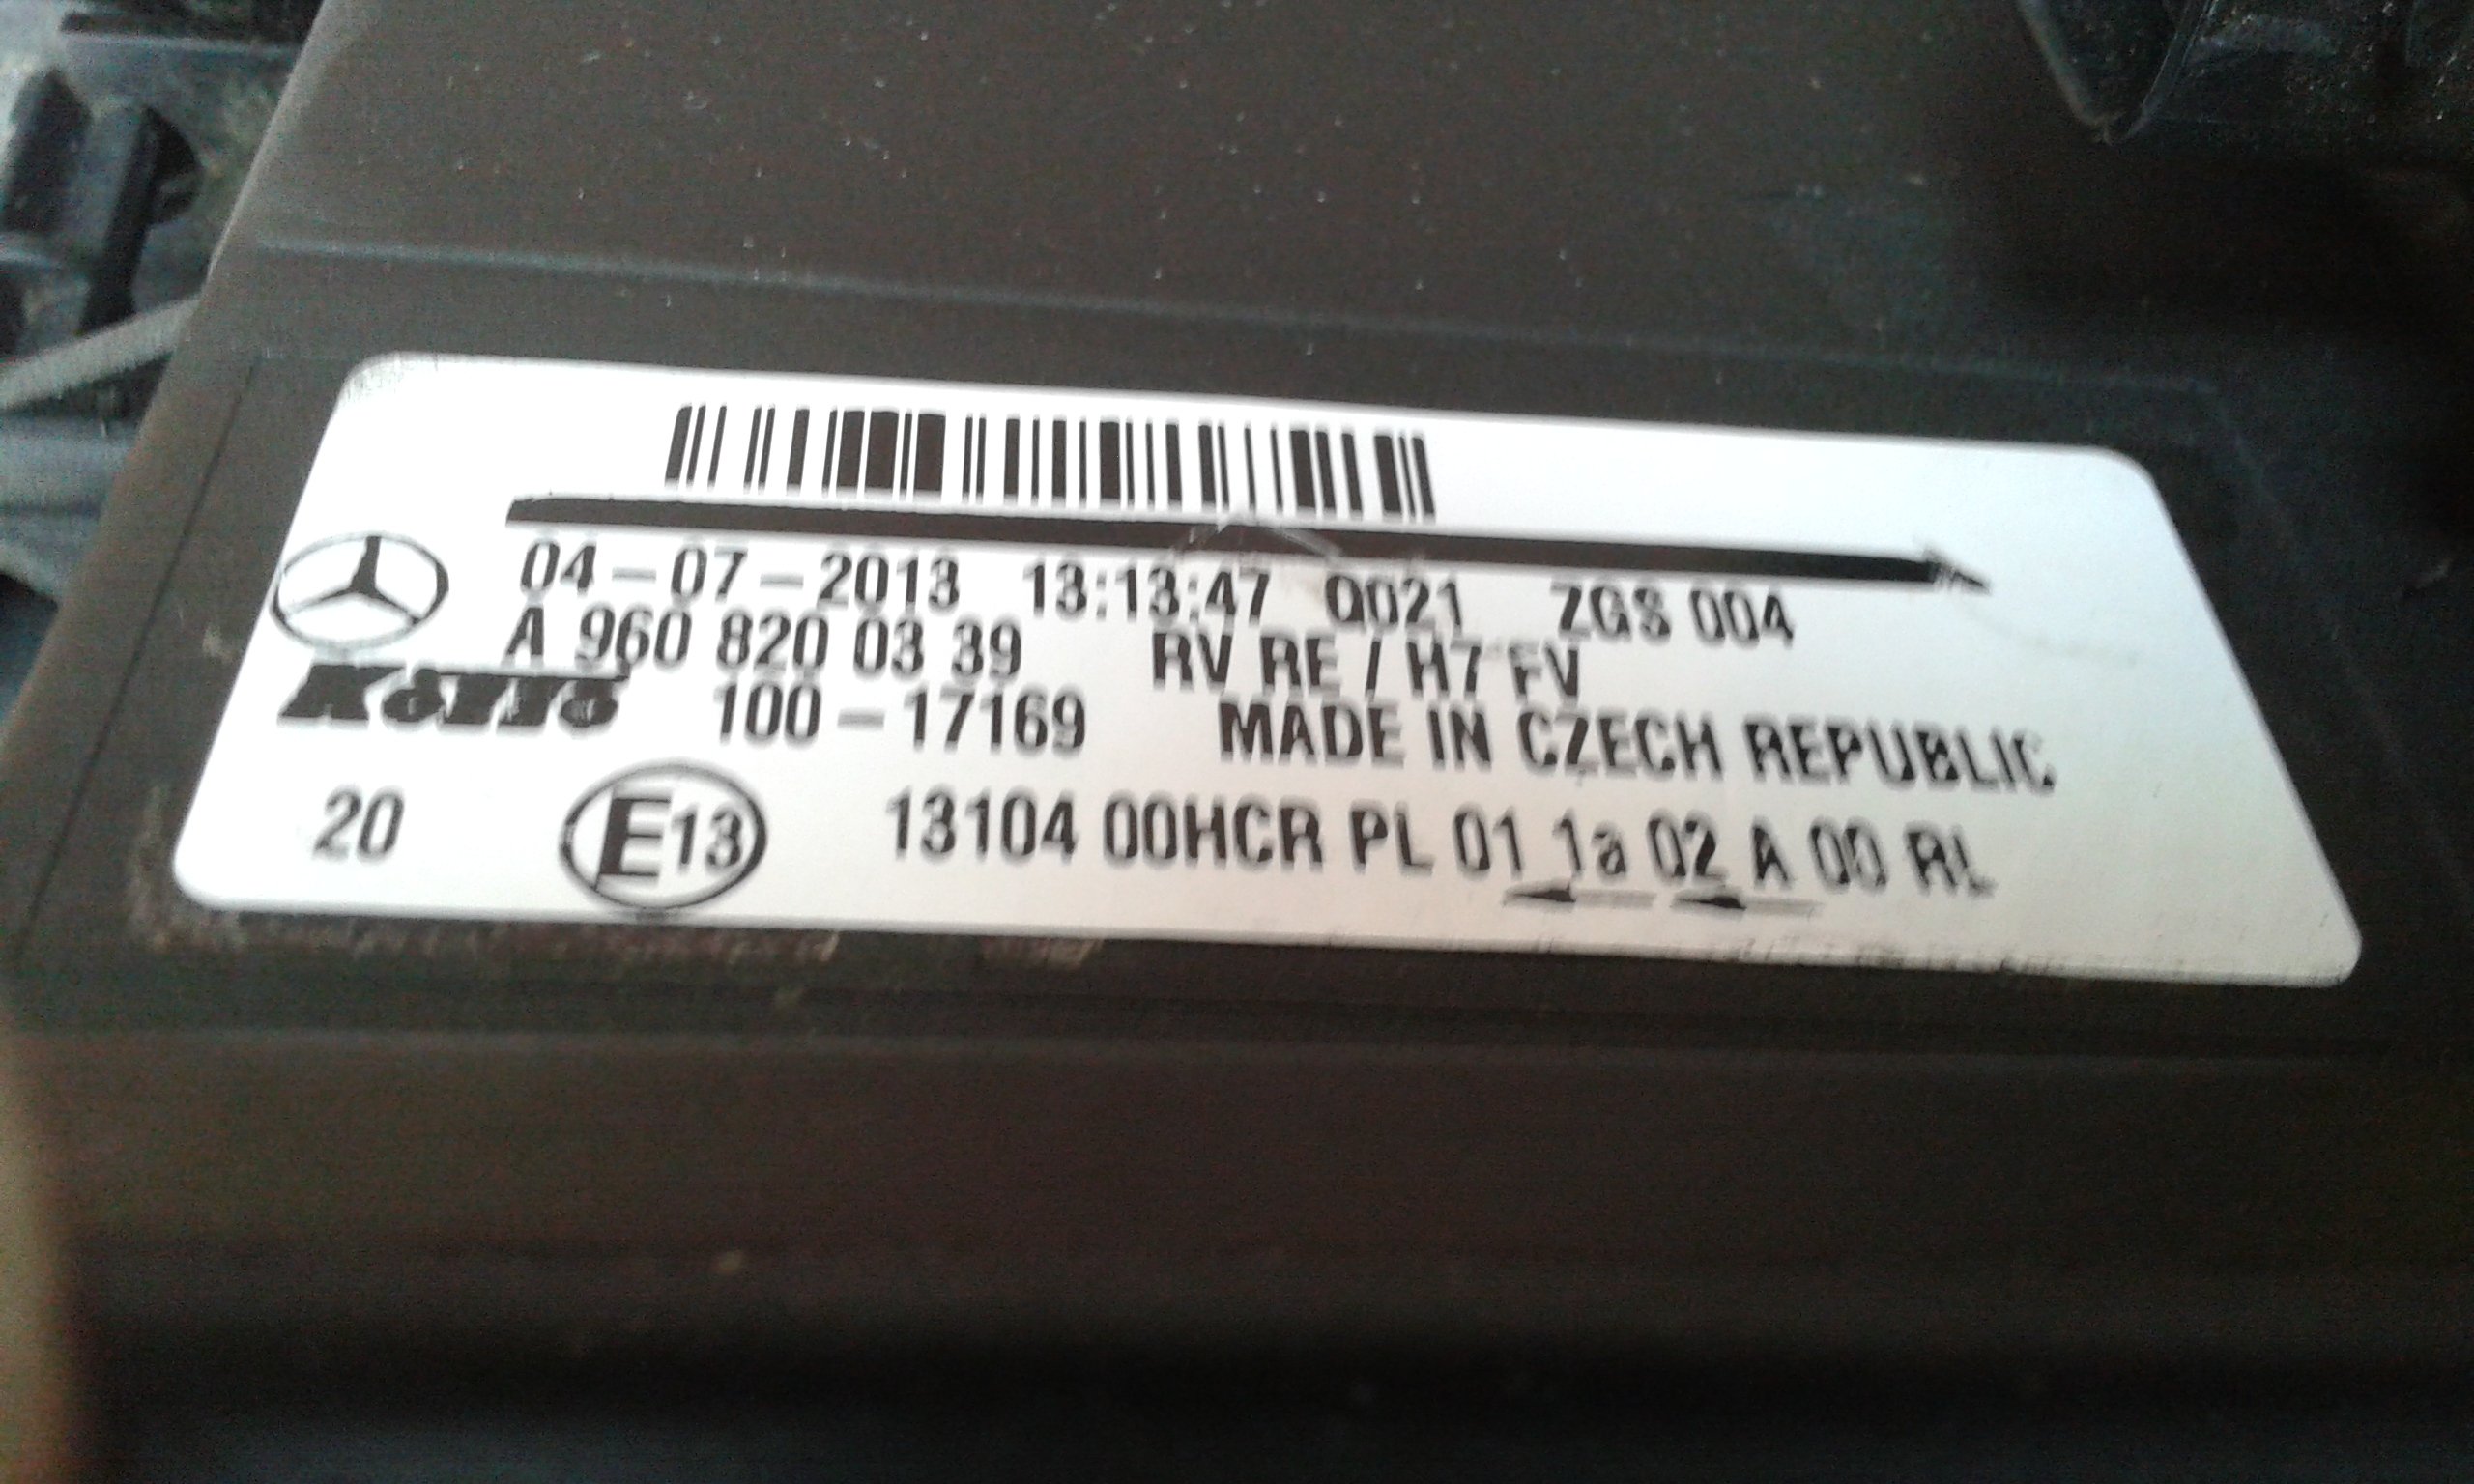 04-07-2013 13:13:47 Q021 ZGS 004
A 960 820 03 39 RV RE / H7 FV
100-17169 MADE IN CZECH REPUBLIC
20 E13 13104 00HCR PL 01 1a 02 A 00 RL